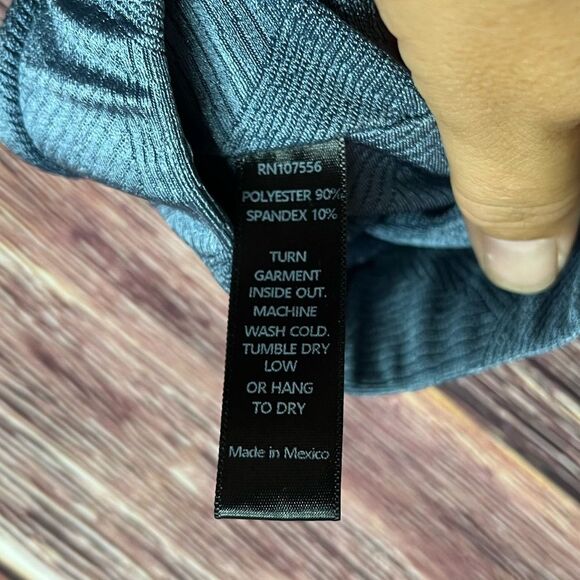 RN107556
POLYESTER 90%
SPANDEX 10%
TURN
GARMENT
INSIDE OUT.
MACHINE
WASH COLD.
TUMBLE DRY
LOW
OR HANG
TO DRY
Made in Mexico